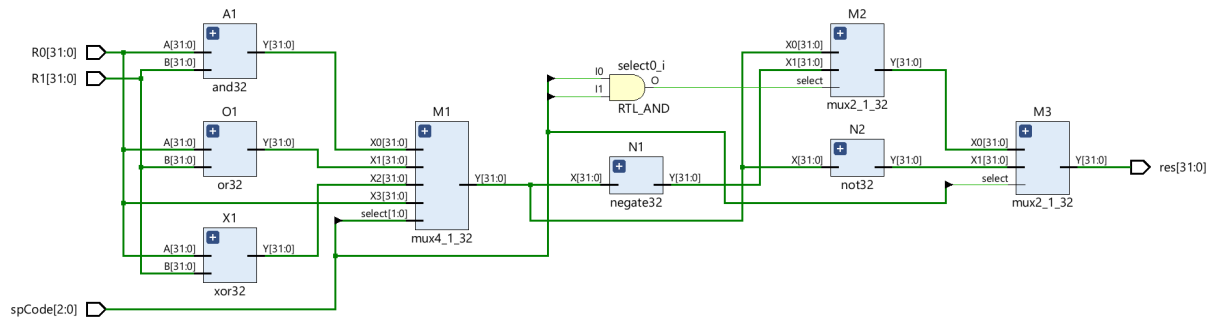 R0[31:0]
R1[31:0]
spCode[2:0]
A1
A[31:0]
B[31:0]
Y[31:0]
and32
O1
A[31:0]
B[31:0]
Y[31:0]
or32
X1
A[31:0]
B[31:0]
Y[31:0]
xor32
M1
X0[31:0]
X1[31:0]
X2[31:0]
X3[31:0]
select[1:0]
Y[31:0]
mux4_1_32
select0_i
I0
I1
O
RTL_AND
N1
X[31:0]
Y[31:0]
negate32
M2
X0[31:0]
X1[31:0]
select
Y[31:0]
mux2_1_32
N2
X[31:0]
Y[31:0]
not32
M3
X0[31:0]
X1[31:0]
select
Y[31:0]
mux2_1_32
res[31:0]